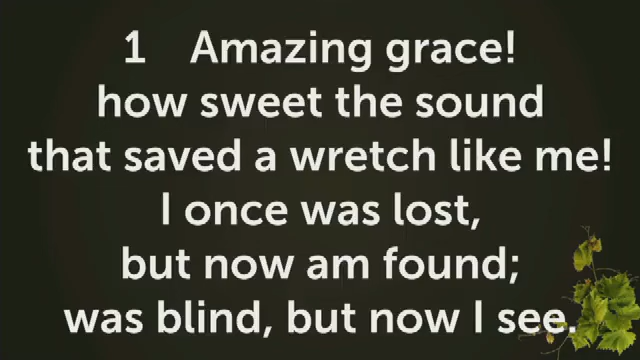 1 Amazing grace!
how sweet the sound
that saved a wretch like me!
I once was lost,
but now am found;
was blind, but now I see.